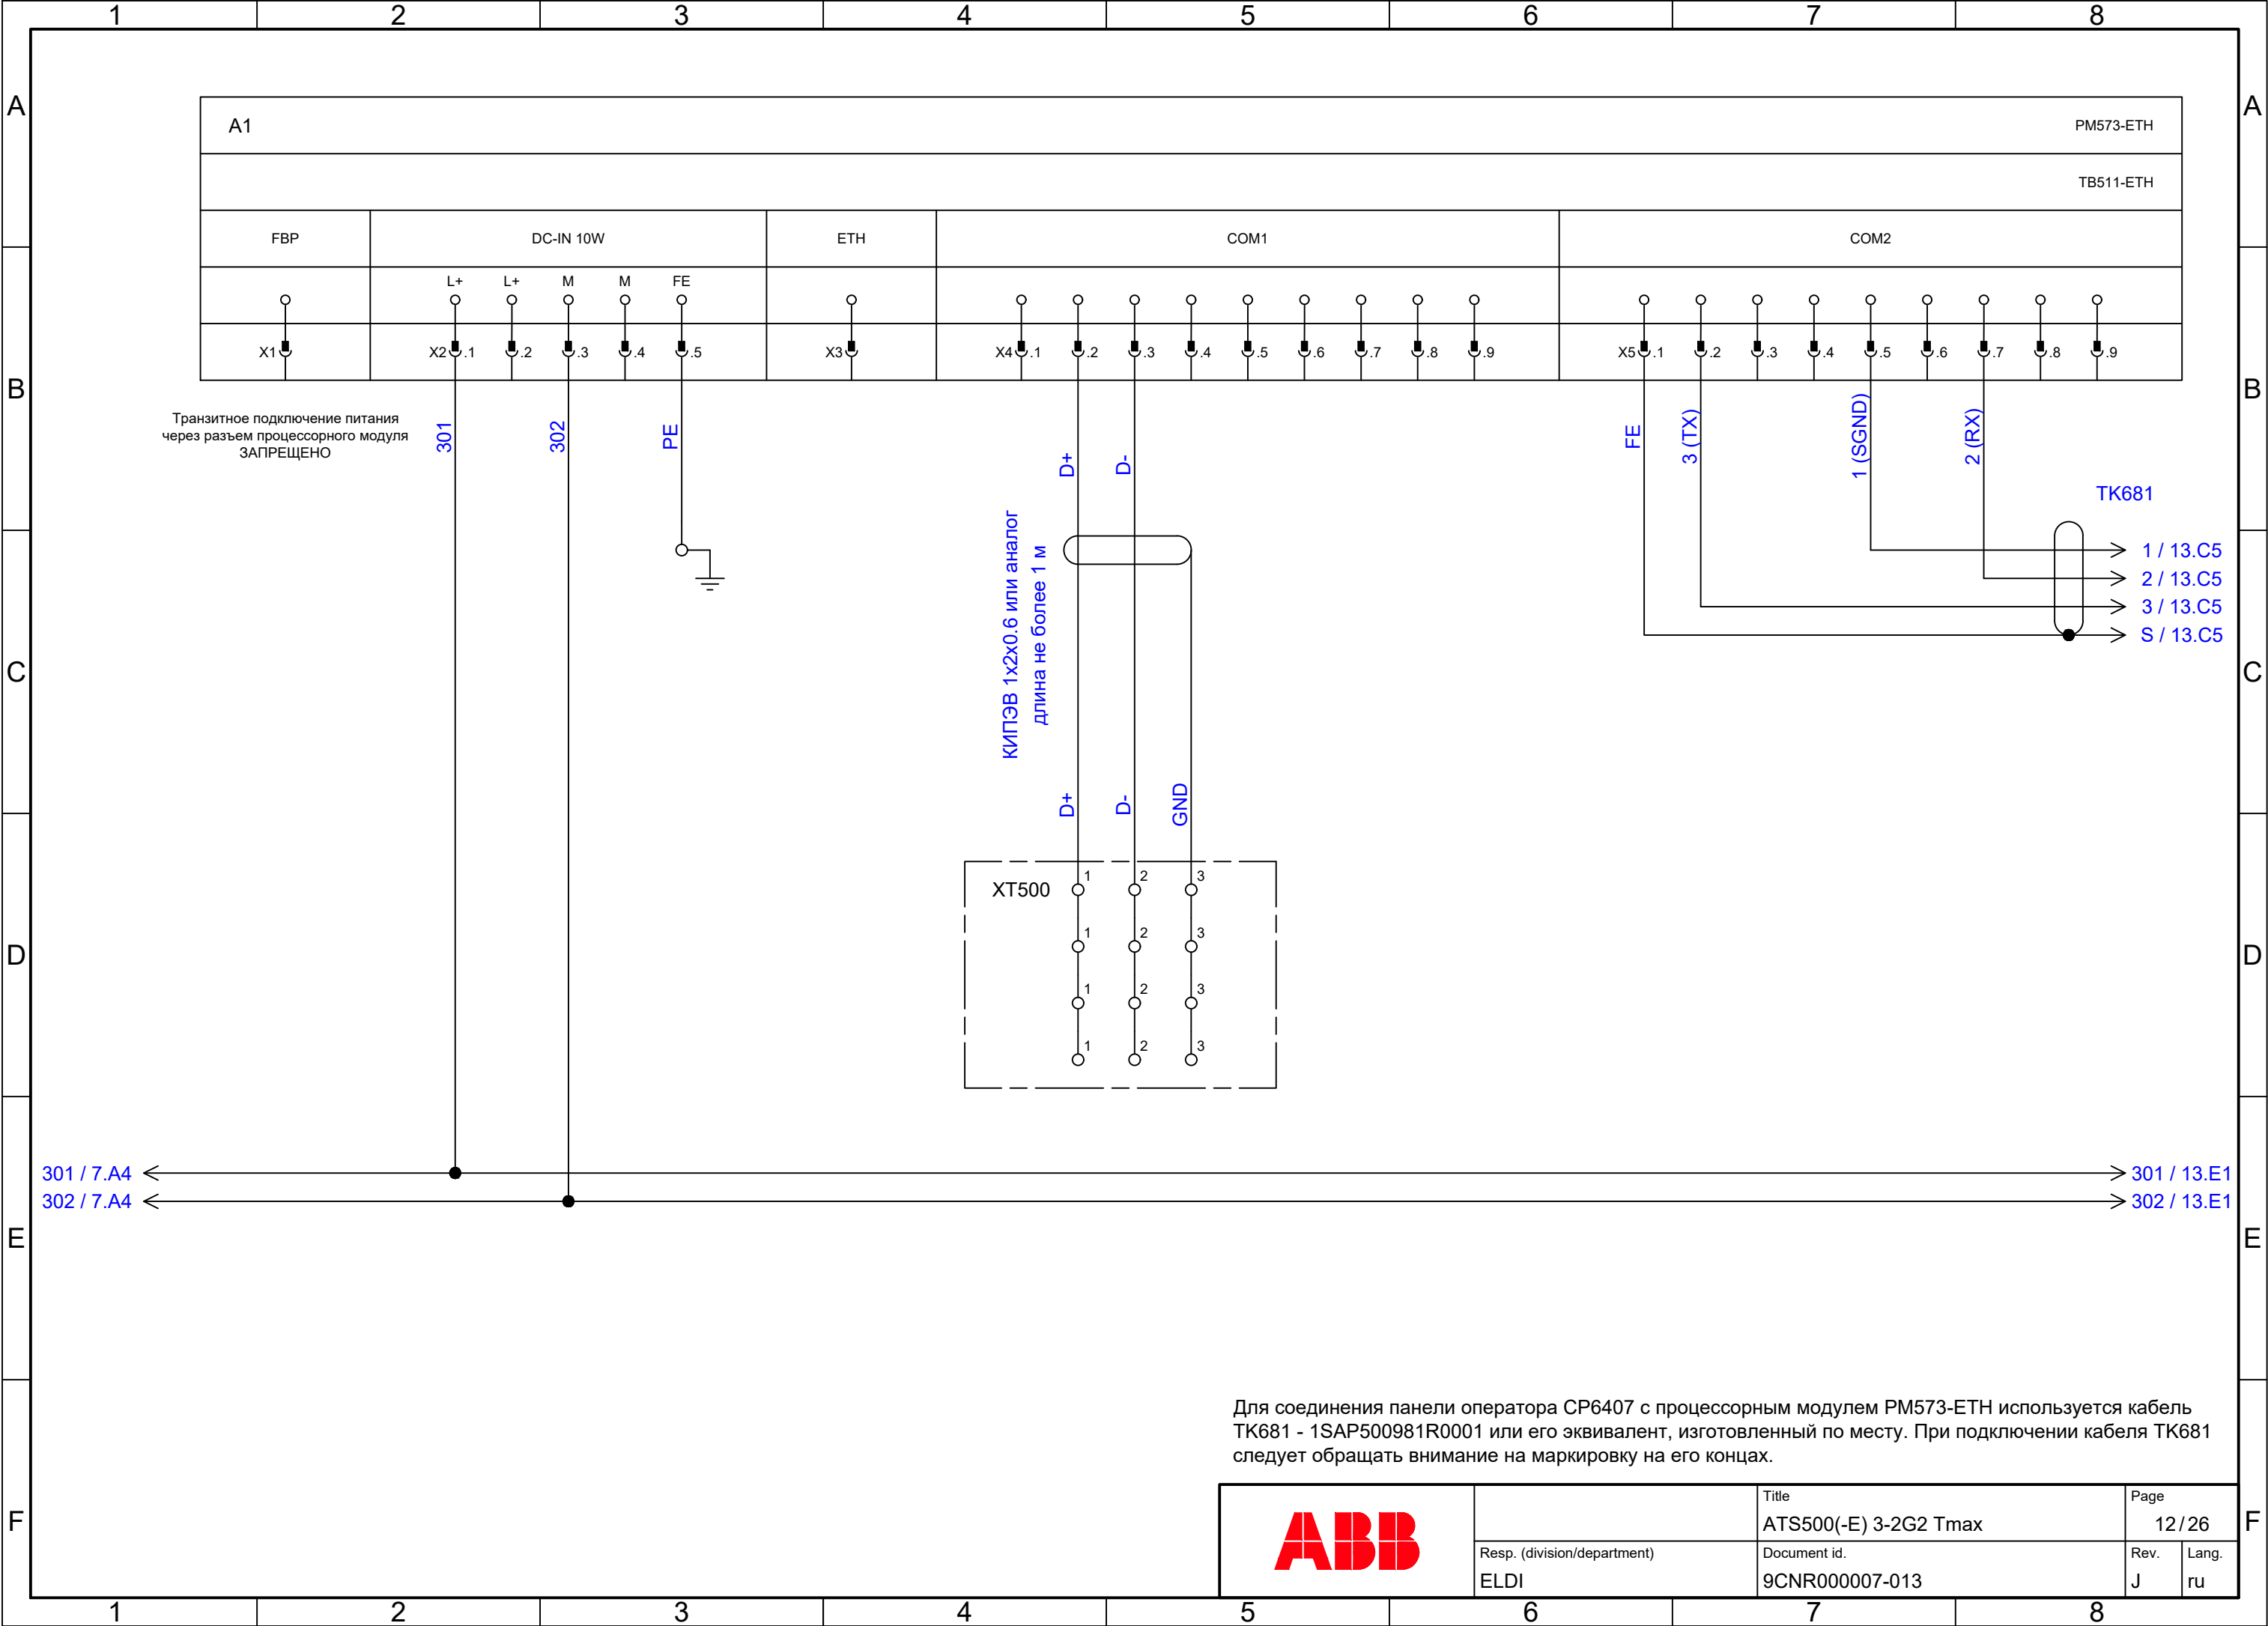 1 2 3 4 5 6 7 8
A A
A1 PM573-ETH
TB511-ETH
FBP DC-IN 10W ETH COM1 COM2
L+ L+ M M FE
X1 X2 .1 .2 .3 .4 .5 X3 X4 .1 .2 .3 .4 .5 .6 .7 .8 .9 X5 .1 .2 .3 .4 .5 .6 .7 .8 .9
B B
Транзитное подключение питания
через разъем процессорного модуля
ЗАПРЕЩЕНО
301
302
PE
D+
D-
FE
3 (TX)
1 (SGND)
2 (RX)
TK681
КИПЭВ 1x2x0.6 или аналог
длина не более 1 м
1 / 13.C5
2 / 13.C5
3 / 13.C5
S / 13.C5
C C
D+
D-
GND
XT500 1 2 3
1 2 3
1 2 3
1 2 3
D D
301 / 7.A4 301 / 13.E1
302 / 7.A4 302 / 13.E1
E E
Для соединения панели оператора CP6407 с процессорным модулем PM573-ETH используется кабель
TK681 - 1SAP500981R0001 или его эквивалент, изготовленный по месту. При подключении кабеля TK681
следует обращать внимание на маркировку на его концах.
F F
ABB
Title
ATS500(-E) 3-2G2 Tmax
Page
12 / 26
Resp. (division/department)
ELDI
Document id.
9CNR000007-013
Rev.
J
Lang.
ru
1 2 3 4 5 6 7 8